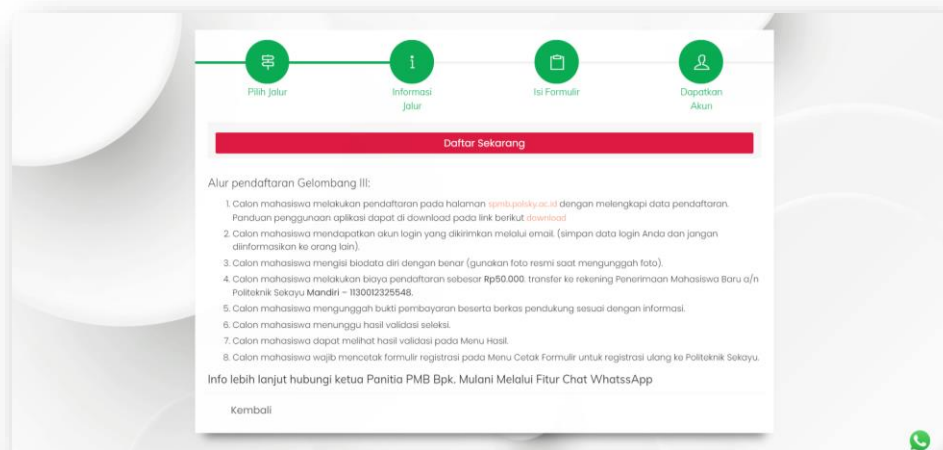 Pilih Jalur
Informasi
Jalur
Isi Formulir
Dapatkan
Akun
Daftar Sekarang
Alur pendaftaran Gelombang III:
1. Calon mahasiswa melakukan pendaftaran pada halaman spmb.polsky.ac.id dengan melengkapi data pendaftaran.
Panduan penggunaan aplikasi dapat di download pada link berikut download
2. Calon mahasiswa mendapatkan akun login yang dikirimkan melalui email. (simpan data login Anda dan jangan
diinformasikan ke orang lain).
3. Calon mahasiswa mengisi biodata diri dengan benar (gunakan foto resmi saat mengunggah foto).
4. Calon mahasiswa melakukan biaya pendaftaran sebesar Rp50.000. transfer ke rekening Penerimaan Mahasiswa Baru a/n
Politeknik Sekayu Mandiri – 1130012325548.
5. Calon mahasiswa mengunggah bukti pembayaran beserta berkas pendukung sesuai dengan informasi.
6. Calon mahasiswa menunggu hasil validasi seleksi.
7. Calon mahasiswa dapat melihat hasil validasi pada Menu Hasil.
8. Calon mahasiswa wajib mencetak formulir registrasi pada Menu Cetak Formulir untuk registrasi ulang ke Politeknik Sekayu.
Info lebih lanjut hubungi ketua Panitia PMB Bpk. Mulani Melalui Fitur Chat WhatssApp
Kembali